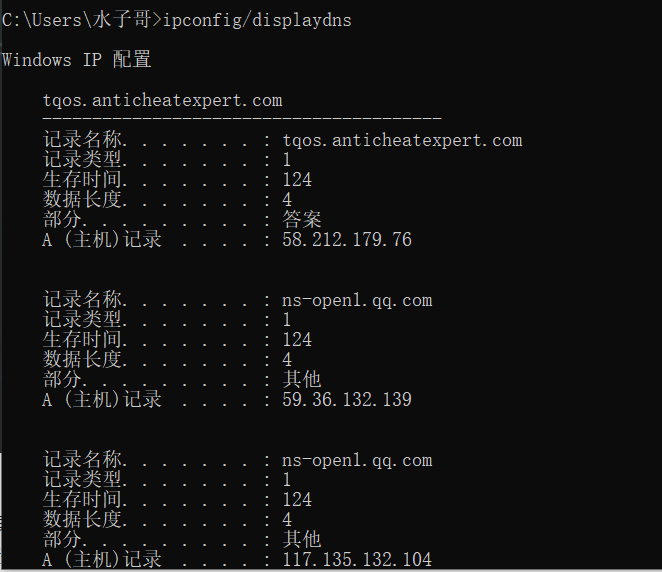 C:\Users\水子哥>ipconfig/displaydns
Windows IP 配置
tqos.anticheatexpert.com
----------------------------------------
记录名称. . . . . . . : tqos.anticheatexpert.com
记录类型. . . . . . . : 1
生存时间. . . . . . . : 124
数据长度. . . . . . . : 4
部分. . . . . . . . . : 答案
A (主机)记录 . . . . : 58.212.179.76
记录名称. . . . . . . : ns-open1.qq.com
记录类型. . . . . . . : 1
生存时间. . . . . . . : 124
数据长度. . . . . . . : 4
部分. . . . . . . . . : 其他
A (主机)记录 . . . . : 59.36.132.139
记录名称. . . . . . . : ns-open1.qq.com
记录类型. . . . . . . : 1
生存时间. . . . . . . : 124
数据长度. . . . . . . : 4
部分. . . . . . . . . : 其他
A (主机)记录 . . . . : 117.135.132.104